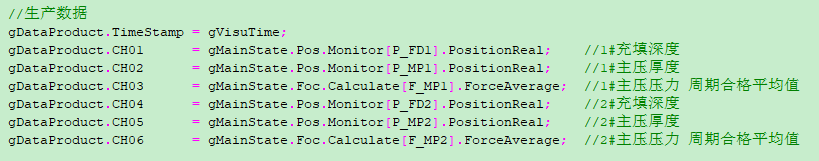 //生产数据
gDataProduct.TimeStamp = gVisuTime;
gDataProduct.CH01      = gMainState.Pos.Monitor[P_FD1].PositionReal;    //1#充填深度
gDataProduct.CH02      = gMainState.Pos.Monitor[P_MP1].PositionReal;    //1#主压厚度
gDataProduct.CH03      = gMainState.Foc.Calculate[F_MP1].ForceAverage;  //1#主压压力 周期合格平均值
gDataProduct.CH04      = gMainState.Pos.Monitor[P_FD2].PositionReal;    //2#充填深度
gDataProduct.CH05      = gMainState.Pos.Monitor[P_MP2].PositionReal;    //2#主压厚度
gDataProduct.CH06      = gMainState.Foc.Calculate[F_MP2].ForceAverage;  //2#主压压力 周期合格平均值